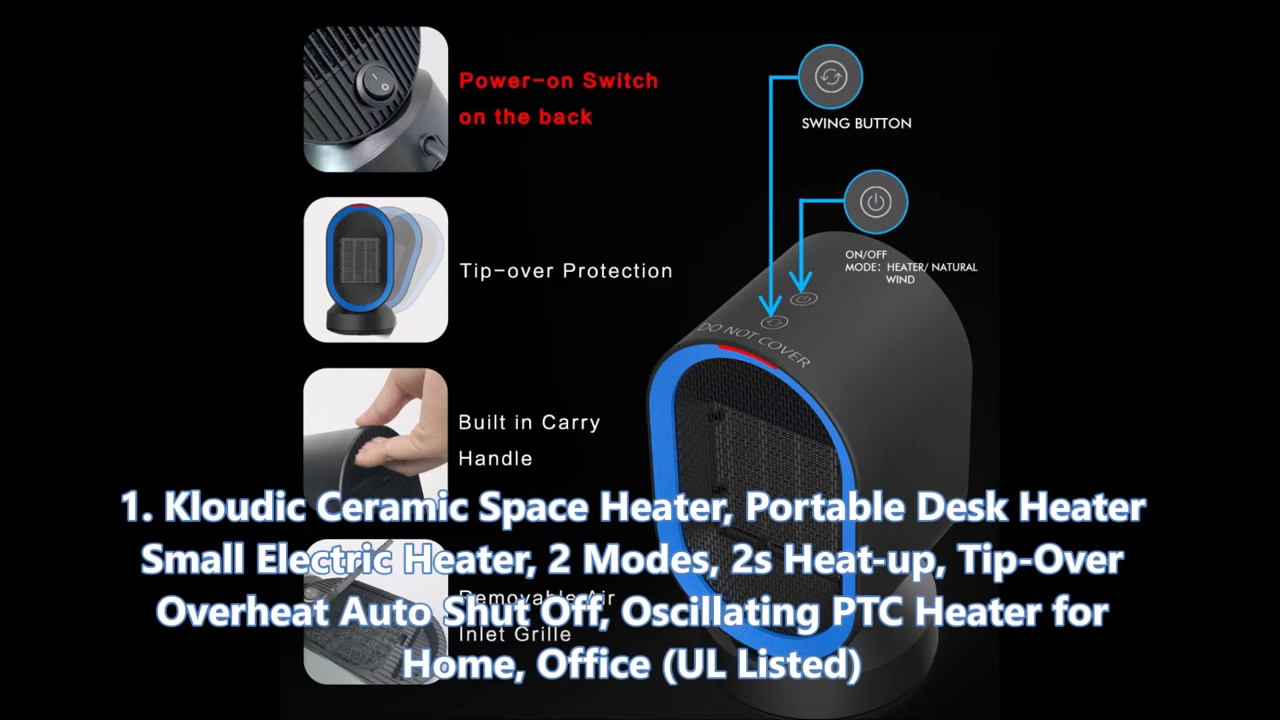 Power-on Switch
on the back
SWING BUTTON
ON/OFF
MODE: HEATER/ NATURAL
WIND
Tip-over Protection
DO NOT COVER
Built in Carry
Handle
1. Kloudic Ceramic Space Heater, Portable Desk Heater
Small Electric Heater, 2 Modes, 2s Heat-up, Tip-Over
Removable Air
Overheat Auto Shut Off, Oscillating PTC Heater for
Inlet Grille
Home, Office (UL Listed)